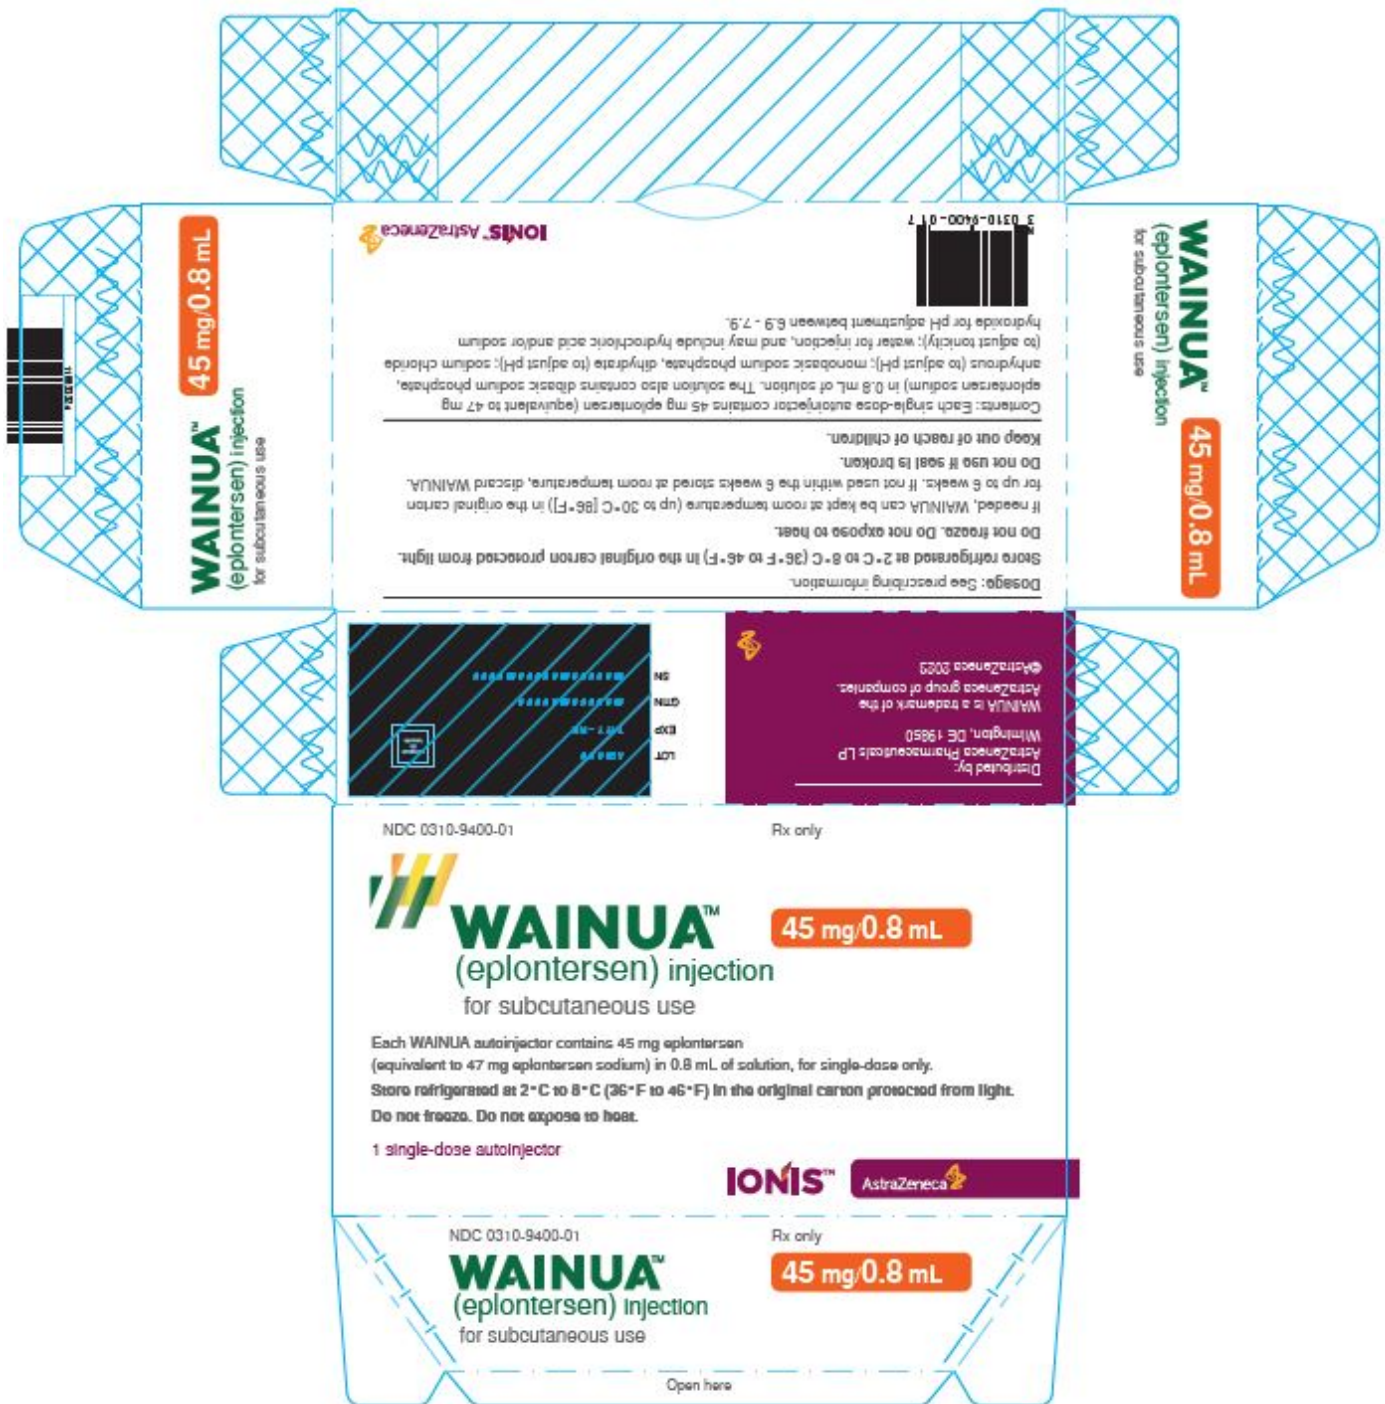 IONIS™ AstraZeneca
3 0310-9400-01 7
Dosage: See prescribing information.
Store refrigerated at 2°C to 8°C (36°F to 46°F) in the original carton protected from light.
Do not freeze. Do not expose to heat.
If needed, WAINUA can be kept at room temperature (up to 30°C [86°F]) in the original carton
for up to 6 weeks. If not used within the 6 weeks stored at room temperature, discard WAINUA.
Do not use if seal is broken.
Keep out of reach of children.
Contents: Each single-dose autoinjector contains 45 mg eplontersen (equivalent to 47 mg
eplontersen sodium) in 0.8 mL of solution. The solution also contains dibasic sodium phosphate,
anhydrous (to adjust pH); monobasic sodium phosphate, dihydrate (to adjust pH); sodium chloride
(to adjust tonicity); water for injection, and may include hydrochloric acid and/or sodium
hydroxide for pH adjustment between 6.9 - 7.9.
WAINUA™
(eplontersen) injection
for subcutaneous use
45 mg/0.8 mL
WAINUA™
(eplontersen) injection
for subcutaneous use
45 mg/0.8 mL
Distributed by:
AstraZeneca Pharmaceuticals LP
Wilmington, DE 19850
WAINUA is a trademark of the
AstraZeneca group of companies.
©AstraZeneca 2023
LOT
EXP
GTIN
SN
NDC 0310-9400-01 Rx only
WAINUA™ 45 mg/0.8 mL
(eplontersen) injection
for subcutaneous use
Each WAINUA autoinjector contains 45 mg eplontersen
(equivalent to 47 mg eplontersen sodium) in 0.8 mL of solution, for single-dose only.
Store refrigerated at 2°C to 8°C (36°F to 46°F) in the original carton protected from light.
Do not freeze. Do not expose to heat.
1 single-dose autoinjector
IONIS™ AstraZeneca
NDC 0310-9400-01 Rx only
WAINUA™ 45 mg/0.8 mL
(eplontersen) injection
for subcutaneous use
Open here